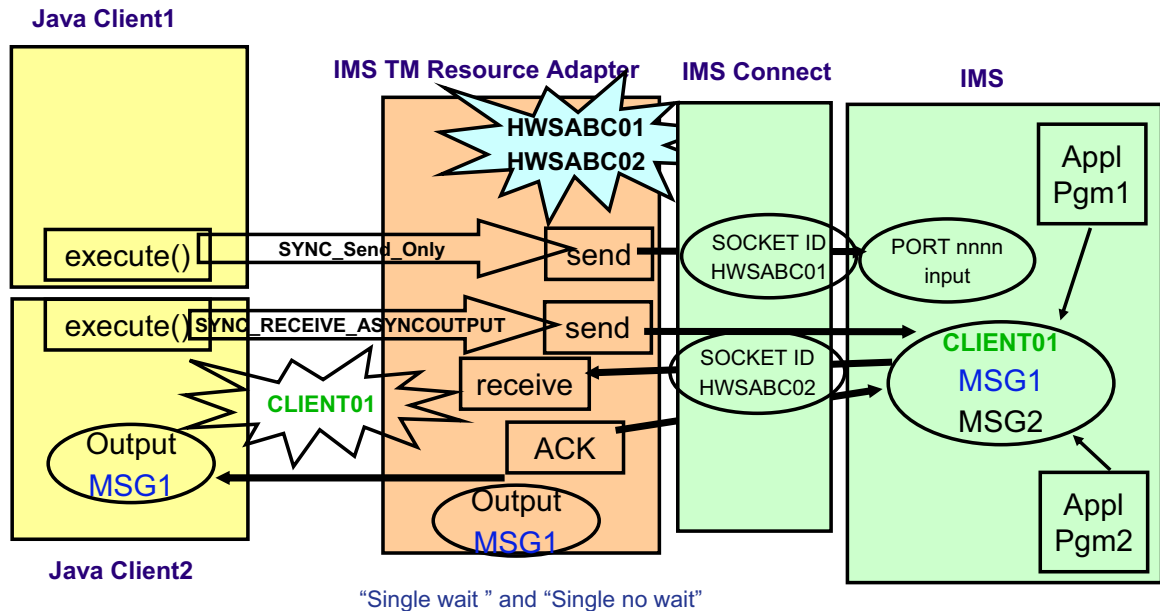 Java Client1
IMS TM Resource Adapter
IMS Connect
IMS
HWSABC01
HWSABC02
Appl
Pgm1
execute()
SYNC_Send_Only
send
SOCKET ID
HWSABC01
PORT nnnn
input
execute()
SYNC_RECEIVE_ASYNCOUTPUT
send
CLIENT01
receive
SOCKET ID
HWSABC02
CLIENT01
MSG1
MSG2
ACK
Output
MSG1
Output
MSG1
Appl
Pgm2
Java Client2
“Single wait ” and “Single no wait”